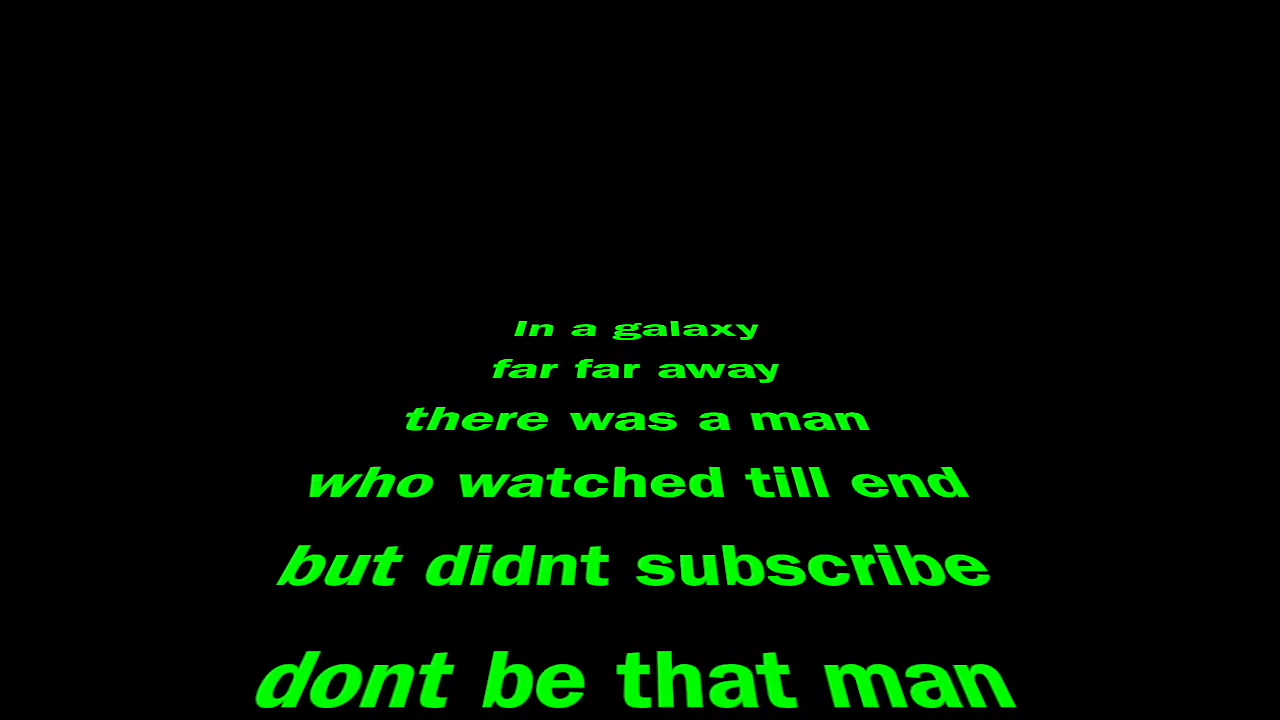 In a galaxy
far far away
there was a man
who watched till end
but didnt subscribe
dont be that man